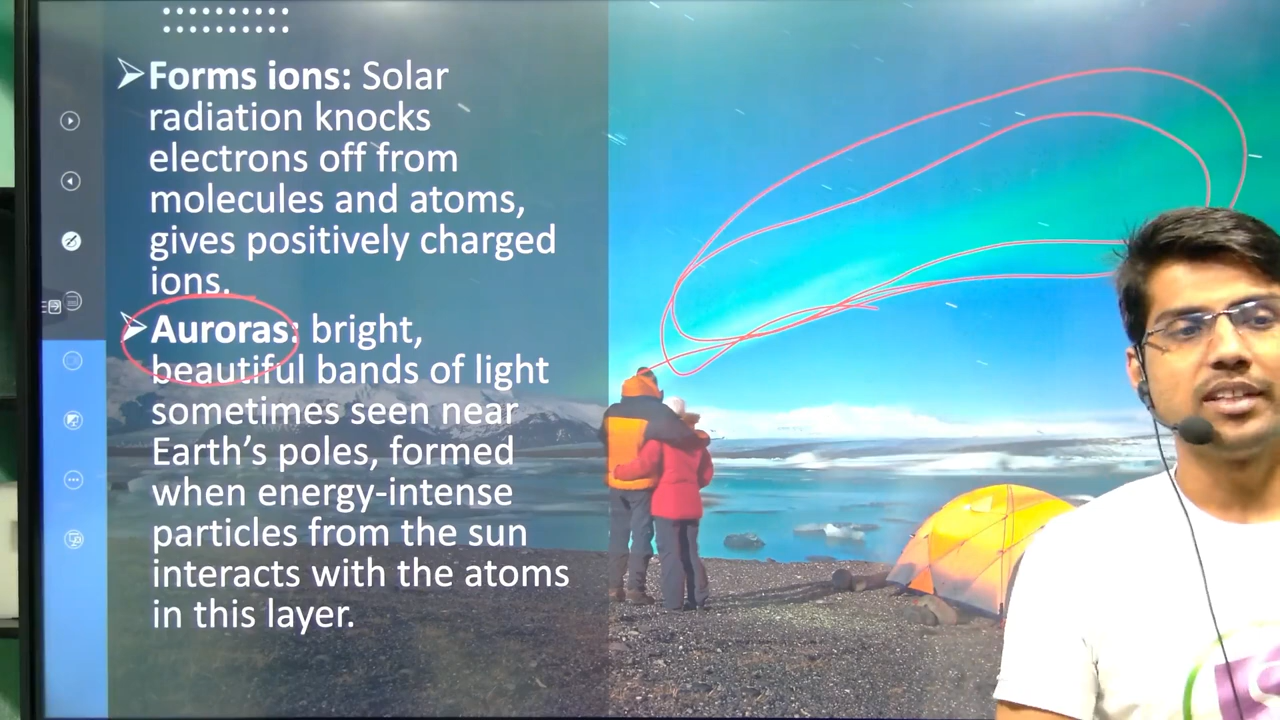 ➢Forms ions: Solar
radiation knocks
electrons off from
molecules and atoms,
gives positively charged
ions.
➢Auroras: bright,
beautiful bands of light
sometimes seen near
Earth’s poles, formed
when energy-intense
particles from the sun
interacts with the atoms
in this layer.